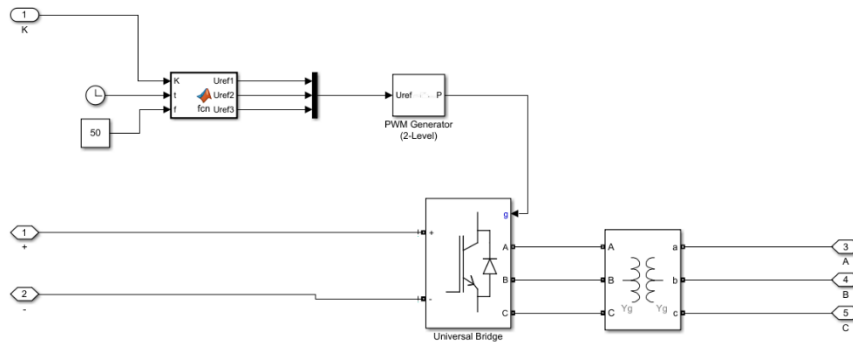 1
K
K
t
f
fcn
Uref1
Uref2
Uref3
50
Uref
P
PWM Generator
(2-Level)
1
+
2
-
g
+
-
A
B
C
Universal Bridge
A
B
C
a
b
c
Yg
Yg
3
A
4
B
5
C